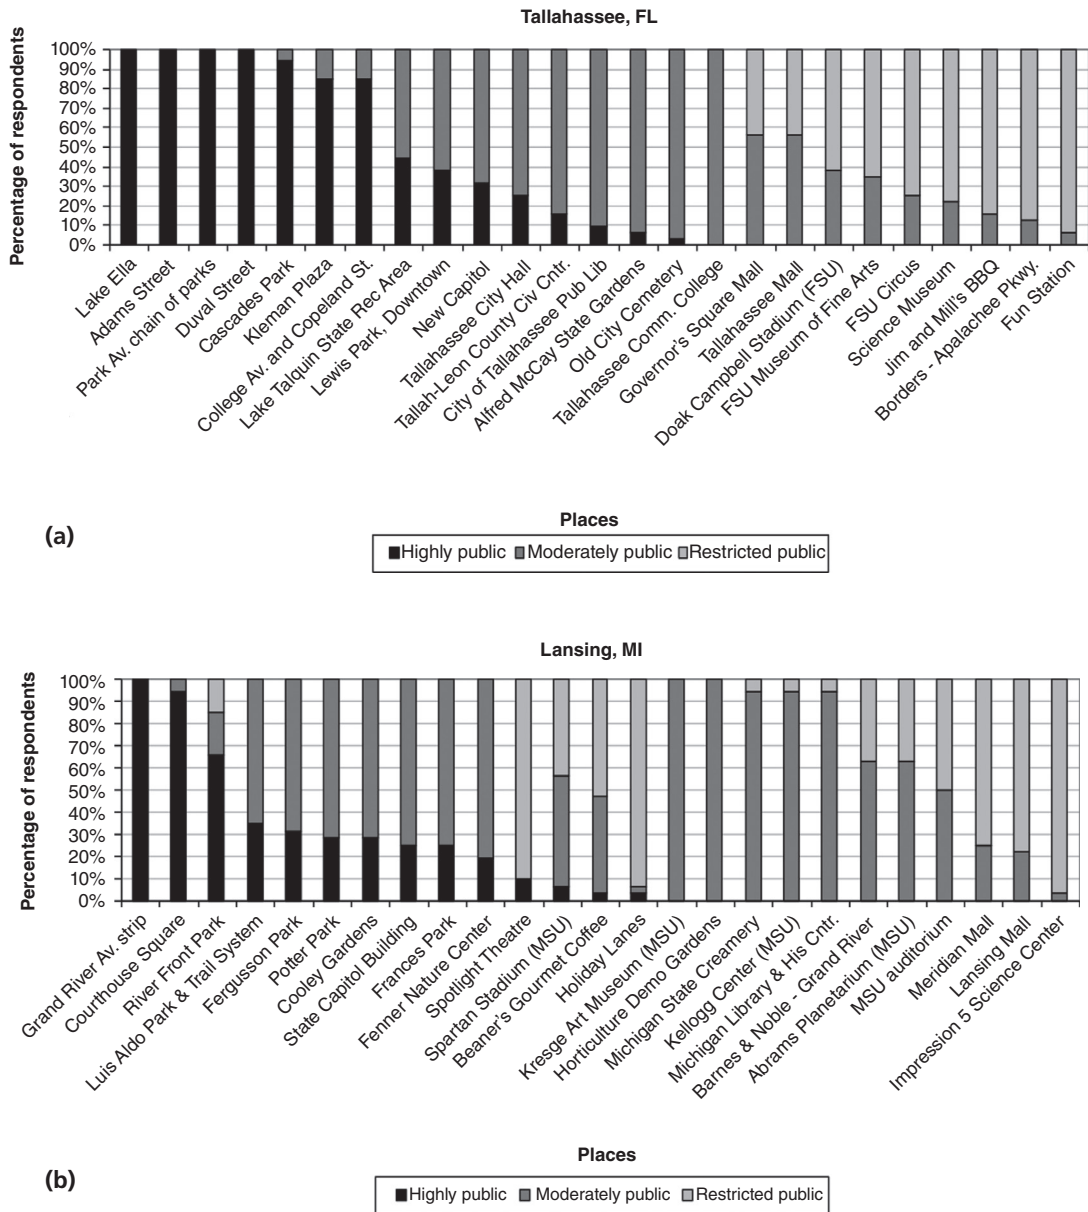 Tallahassee, FL
Percentage of respondents
100%
90%
80%
70%
60%
50%
40%
30%
20%
10%
0%
Lake Ella
Adams Street
Park Av. chain of parks
Duval Street
Cascades Park
Kleman Plaza
College Av. and Copeland St.
Lake Talquin State Rec Area
Lewis Park, Downtown
New Capitol
Tallahassee City Hall
Tallah-Leon County Civ Cntr.
City of Tallahassee Pub Lib
Alfred McCay State Gardens
Old City Cemetery
Tallahassee Comm. College
Governor's Square Mall
Tallahassee Mall
Doak Campbell Stadium (FSU)
FSU Museum of Fine Arts
FSU Circus
Science Museum
Jim and Mill's BBQ
Borders - Apalachee Pkwy.
Fun Station
Places
(a)
Highly public Moderately public Restricted public
Lansing, MI
Percentage of respondents
100%
90%
80%
70%
60%
50%
40%
30%
20%
10%
0%
Grand River Av. strip
Courthouse Square
River Front Park
Luis Aldo Park & Trail System
Fergusson Park
Potter Park
Cooley Gardens
State Capitol Building
Frances Park
Fenner Nature Center
Spotlight Theatre
Spartan Stadium (MSU)
Beaner's Gourmet Coffee
Holiday Lanes
Kresge Art Museum (MSU)
Horticulture Demo Gardens
Michigan State Creamery
Kellogg Center (MSU)
Michigan Library & His Cntr.
Barnes & Noble - Grand River
Abrams Planetarium (MSU)
MSU auditorium
Meridian Mall
Lansing Mall
Impression 5 Science Center
Places
(b)
Highly public Moderately public Restricted public